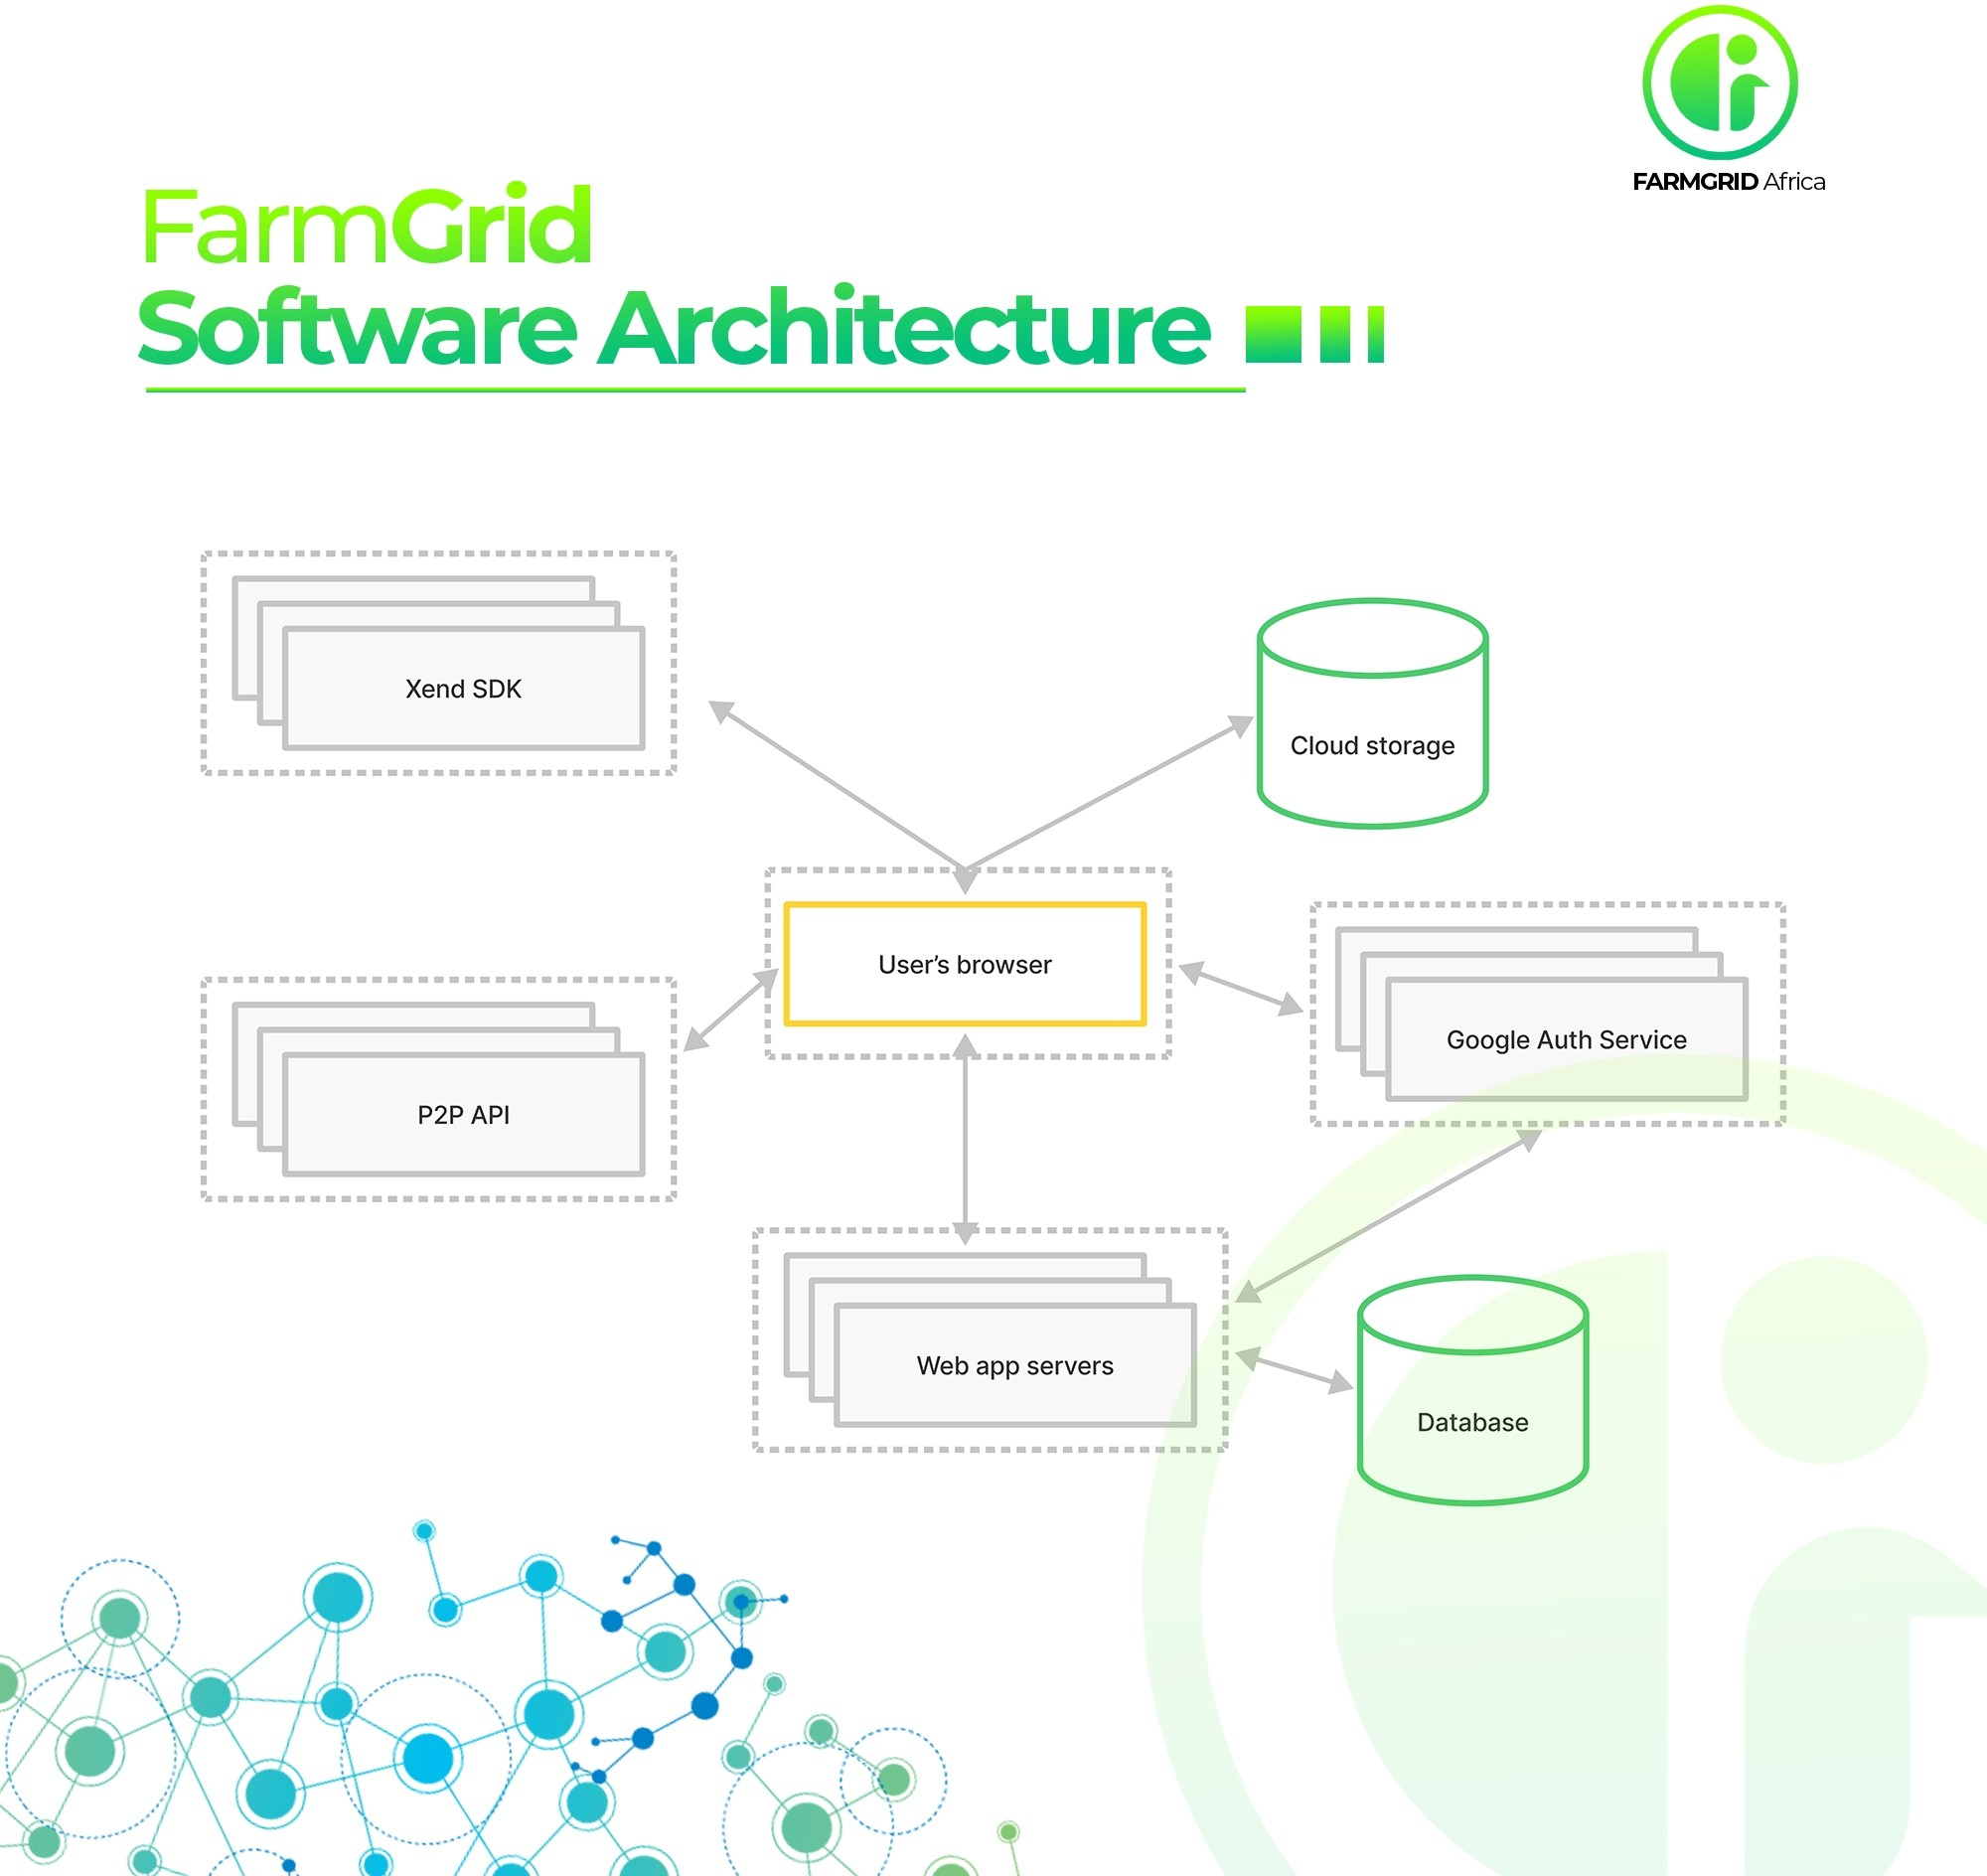 FARMGRID Africa
FarmGrid
Software Architecture
Xend SDK
Cloud storage
User’s browser
Google Auth Service
P2P API
Web app servers
Database